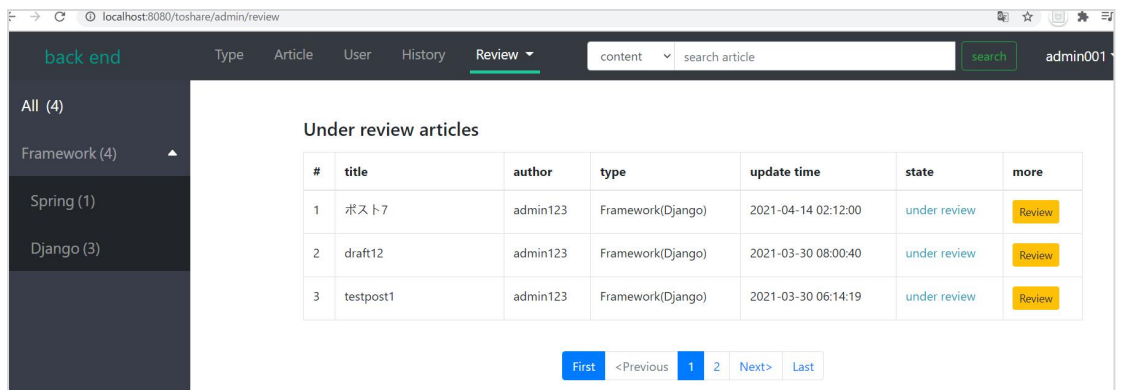 localhost:8080/toshare/admin/review
back end Type Article User History Review content search article search admin001
All (4)
Framework (4)
Spring (1)
Django (3)
Under review articles
# title author type update time state more
1 ポスト7 admin123 Framework(Django) 2021-04-14 02:12:00 under review Review
2 draft12 admin123 Framework(Django) 2021-03-30 08:00:40 under review Review
3 testpost1 admin123 Framework(Django) 2021-03-30 06:14:19 under review Review
First <Previous 1 2 Next> Last